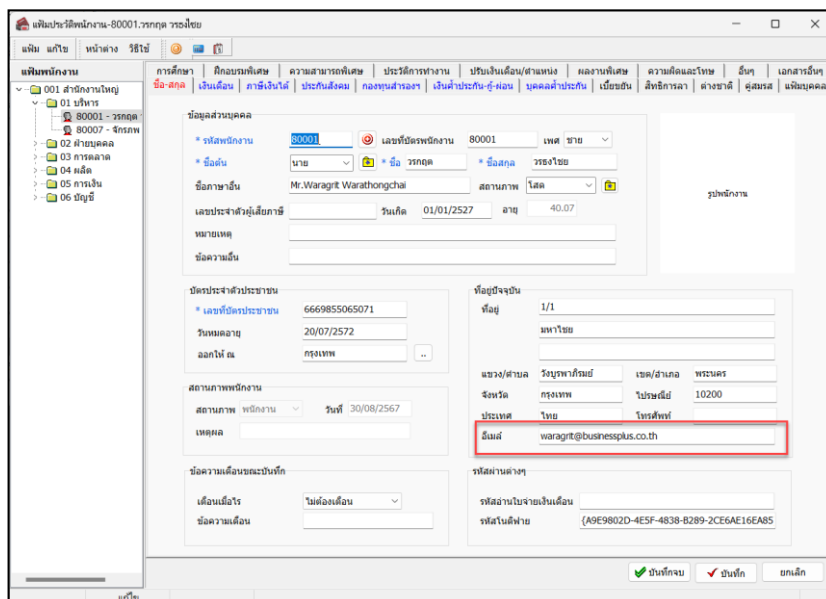 แฟ้มประวัติพนักงาน-80001.วรกฤต วรธงไชย
แฟ้ม แก้ไข หน้าต่าง วิธีใช้
แฟ้มพนักงาน
001 สำนักงานใหญ่
01 บริหาร
80001 - วรกฤต
80007 - จักรภพ
02 ฝ่ายบุคคล
03 การตลาด
04 ผลิต
05 การเงิน
06 บัญชี
การศึกษา ฝึกอบรมพิเศษ ความสามารถพิเศษ ประวัติการทำงาน ปรับเงินเดือน/ตำแหน่ง ผลงานพิเศษ ความผิดและโทษ อื่นๆ เอกสารอื่นๆ
ชื่อ-สกุล เงินเดือน ภาษีเงินได้ ประกันสังคม กองทุนสำรองฯ เงินค้ำประกัน-กู้-ผ่อน บุคคลค้ำประกัน เบี้ยขยัน สิทธิการลา ต่างชาติ คู่สมรส แฟ้มบุคคล
ข้อมูลส่วนบุคคล
* รหัสพนักงาน 80001 เลขที่บัตรพนักงาน 80001 เพศ ชาย
* ชื่อต้น นาย * ชื่อ วรกฤต * ชื่อสกุล วรธงไชย
ชื่อภาษาอื่น Mr.Waragrit Warathongchai สถานภาพ โสด
เลขประจำตัวผู้เสียภาษี วันเกิด 01/01/2527 อายุ 40.07
หมายเหตุ
ข้อความอื่น
รูปพนักงาน
บัตรประจำตัวประชาชน
* เลขที่บัตรประชาชน 6669855065071
วันหมดอายุ 20/07/2572
ออกให้ ณ กรุงเทพ ..
สถานภาพพนักงาน
สถานภาพ พนักงาน วันที่ 30/08/2567
เหตุผล
ข้อความเตือนขณะบันทึก
เตือนเมื่อไร ไม่ต้องเตือน
ข้อความเตือน
ที่อยู่ปัจจุบัน
ที่อยู่ 1/1
มหาไชย
แขวง/ตำบล วังบูรพาภิรมย์ เขต/อำเภอ พระนคร
จังหวัด กรุงเทพ ไปรษณีย์ 10200
ประเทศ ไทย โทรศัพท์
อีเมล์ waragrit@businessplus.co.th
รหัสผ่านต่างๆ
รหัสอ่านใบจ่ายเงินเดือน
รหัสโนติฟาย {A9E9802D-4E5F-4838-B289-2CE6AE16EA85
บันทึกจบ บันทึก ยกเลิก
แก้ไข